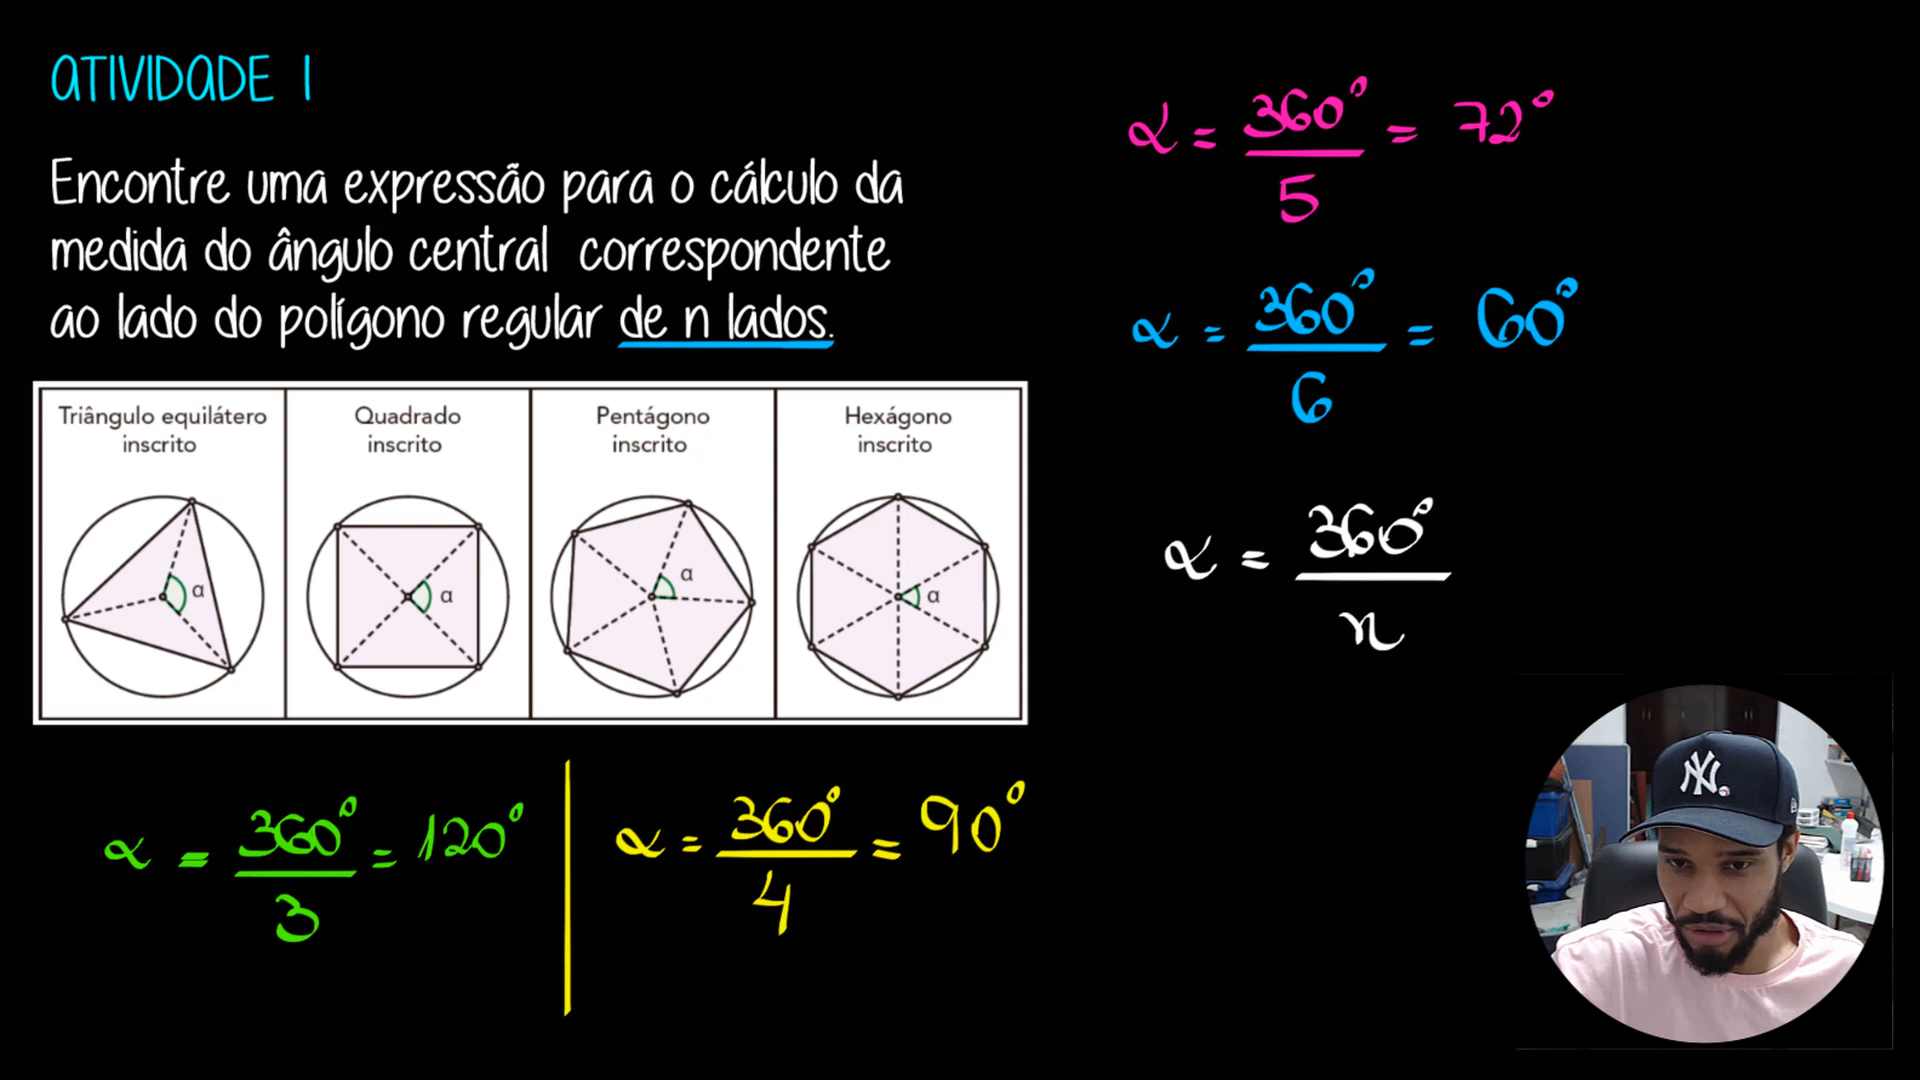 ATIVIDADE 1
Encontre uma expressão para o cálculo da
medida do ângulo central correspondente
ao lado do polígono regular de n lados.
Triângulo equilátero
inscrito
α
Quadrado
inscrito
α
Pentágono
inscrito
α
Hexágono
inscrito
α
α = 360° / 3 = 120°
α = 360° / 4 = 90°
α = 360° / 5 = 72°
α = 360° / 6 = 60°
α = 360° / n
NY